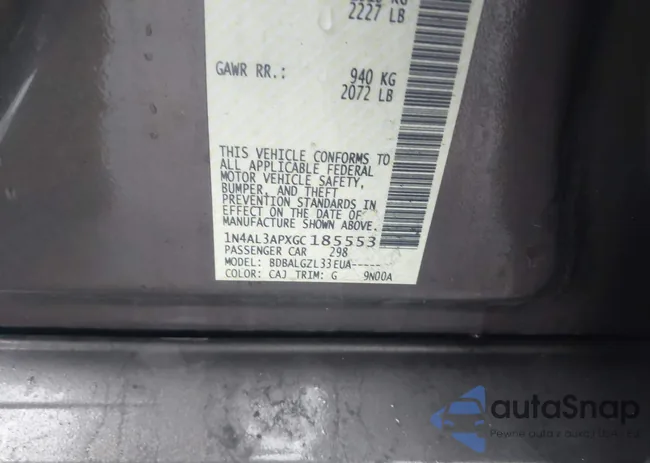 2227 LB
GAWR RR.: 940 KG
2072 LB
THIS VEHICLE CONFORMS TO
ALL APPLICABLE FEDERAL
MOTOR VEHICLE SAFETY,
BUMPER, AND THEFT
PREVENTION STANDARDS IN
EFFECT ON THE DATE OF
MANUFACTURE SHOWN ABOVE.
1N4AL3APXGC185553
PASSENGER CAR 298
MODEL: BDBALGZL33EUA-----
COLOR: CAJ TRIM: G 9N00A
autaSnap